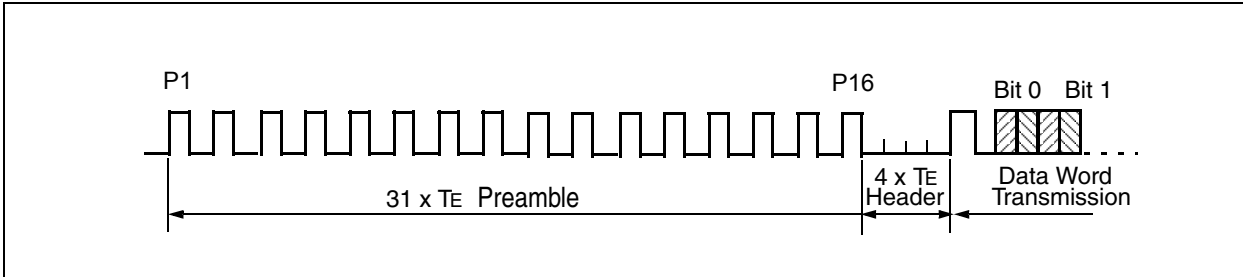 P1
P16
Bit 0 Bit 1
31 x TE Preamble
4 x TE
Header
Data Word
Transmission